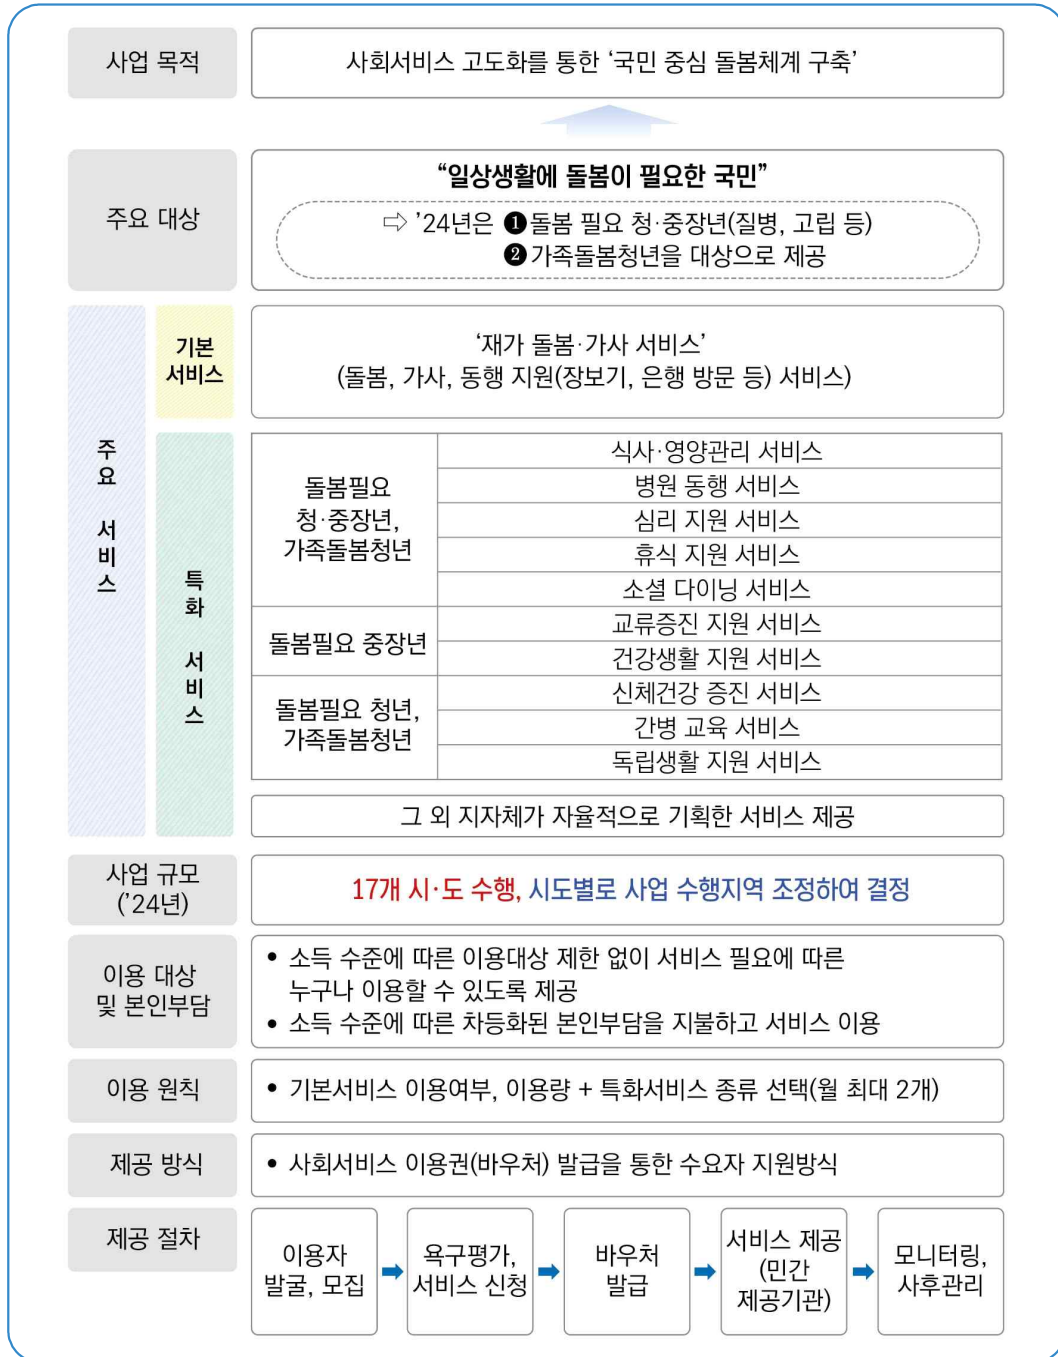 사업 목적
사회서비스 고도화를 통한 ‘국민 중심 돌봄체계 구축’
주요 대상
“일상생활에 돌봄이 필요한 국민”
⇨ ’24년은 ❶돌봄 필요 청·중장년(질병, 고립 등)
❷가족돌봄청년을 대상으로 제공
주요 서비스
기본
서비스
‘재가 돌봄·가사 서비스’
(돌봄, 가사, 동행 지원(장보기, 은행 방문 등) 서비스)
특화 서비스
돌봄필요
청·중장년,
가족돌봄청년
식사·영양관리 서비스
병원 동행 서비스
심리 지원 서비스
휴식 지원 서비스
소셜 다이닝 서비스
돌봄필요 중장년
교류증진 지원 서비스
건강생활 지원 서비스
돌봄필요 청년,
가족돌봄청년
신체건강 증진 서비스
간병 교육 서비스
독립생활 지원 서비스
그 외 지자체가 자율적으로 기획한 서비스 제공
사업 규모
(’24년)
17개 시·도 수행, 시도별로 사업 수행지역 조정하여 결정
이용 대상
및 본인부담
• 소득 수준에 따른 이용대상 제한 없이 서비스 필요에 따른
누구나 이용할 수 있도록 제공
• 소득 수준에 따른 차등화된 본인부담을 지불하고 서비스 이용
이용 원칙
• 기본서비스 이용여부, 이용량 + 특화서비스 종류 선택(월 최대 2개)
제공 방식
• 사회서비스 이용권(바우처) 발급을 통한 수요자 지원방식
제공 절차
이용자
발굴, 모집
욕구평가,
서비스 신청
바우처
발급
서비스 제공
(민간
제공기관)
모니터링,
사후관리